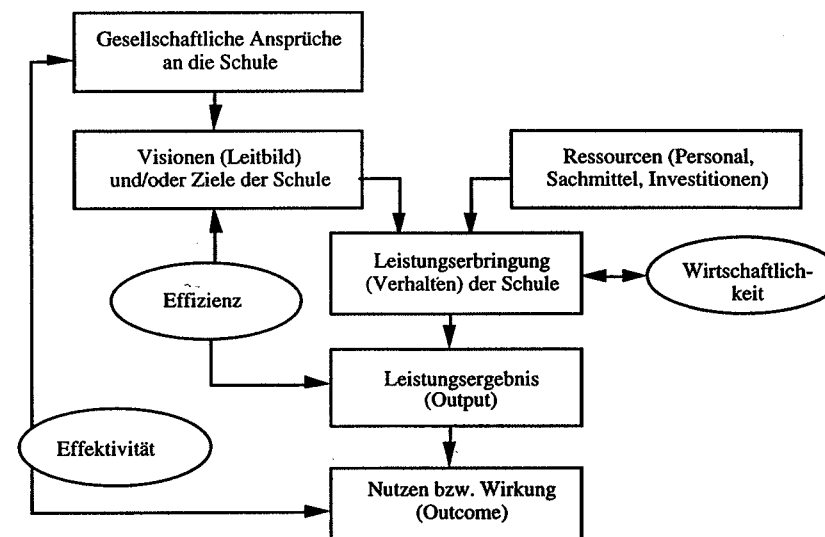 Gesellschaftliche Ansprüche
an die Schule
Visionen (Leitbild)
und/oder Ziele der Schule
Ressourcen (Personal,
Sachmittel, Investitionen)
Leistungserbringung
(Verhalten) der Schule
Wirtschaftlich-
keit
Effizienz
Leistungsergebnis
(Output)
Effektivität
Nutzen bzw. Wirkung
(Outcome)